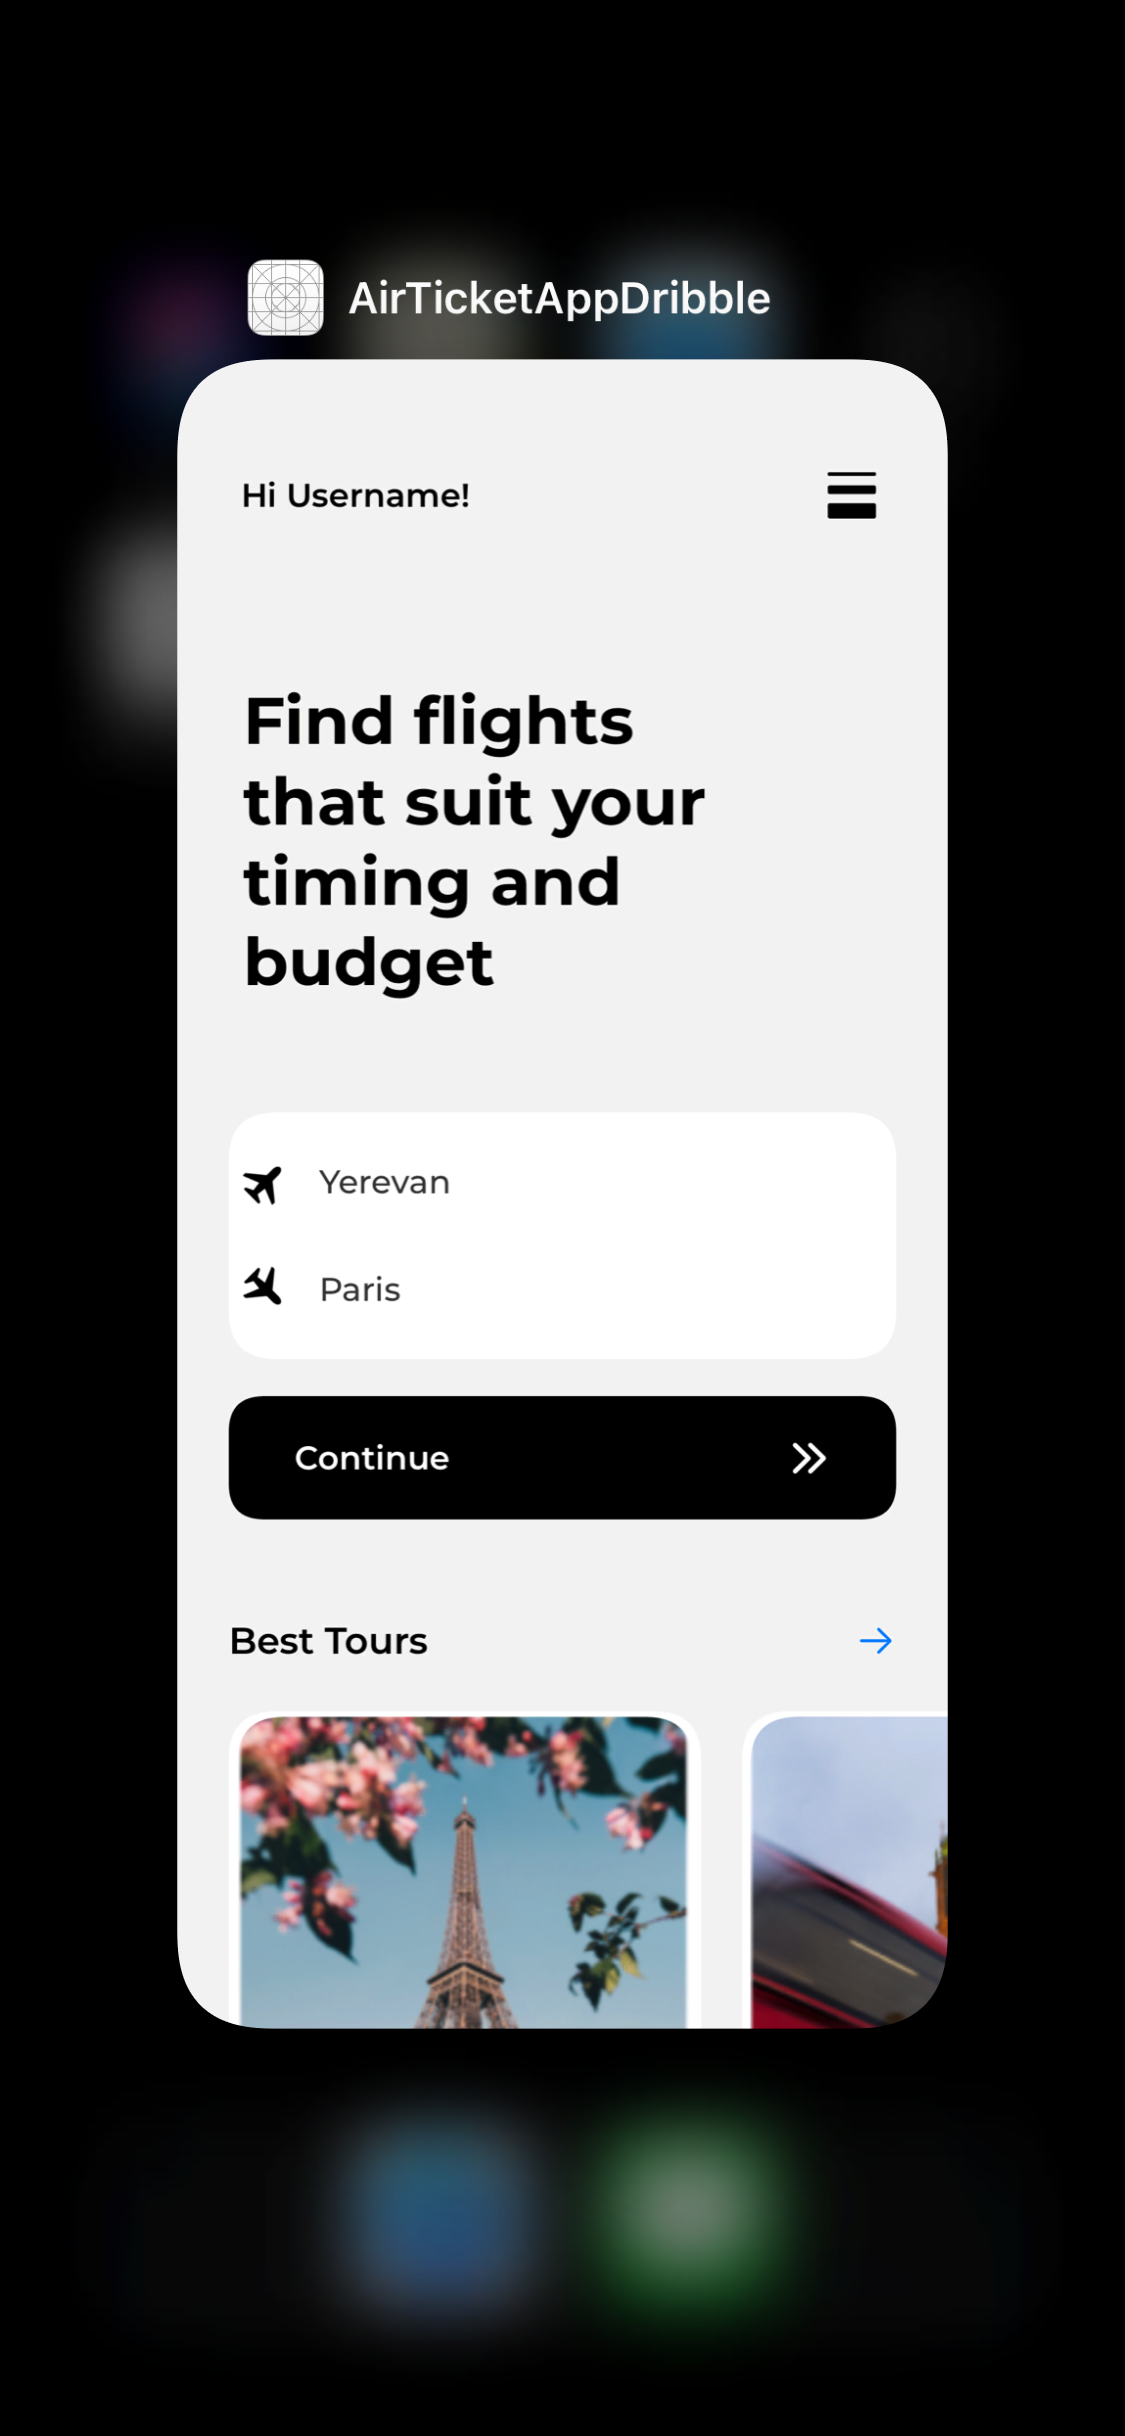 AirTicketAppDribble
Hi Username!
Find flights
that suit your
timing and
budget
Yerevan
Paris
Continue
Best Tours